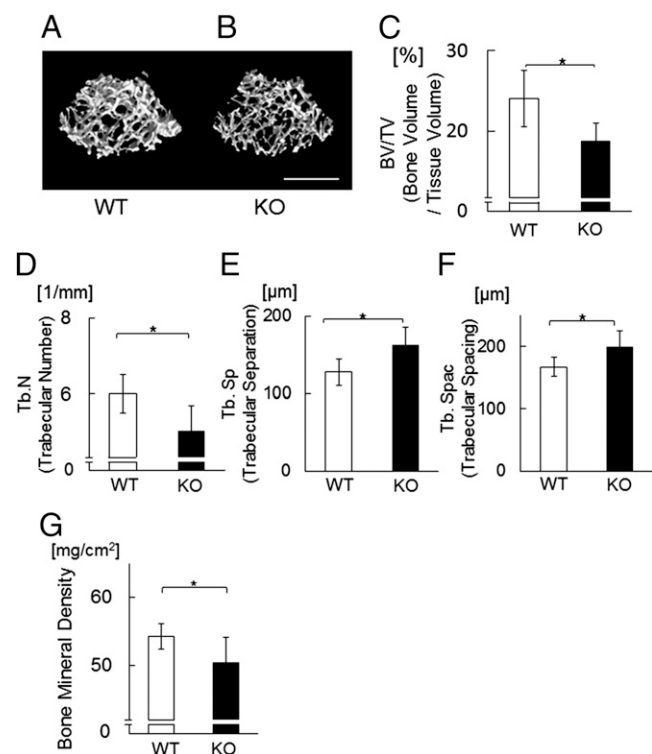 A
B
WT
KO
C
[%]
30
20
0
BV/TV
(Bone Volume
/ Tissue Volume)
*
WT
KO
D
[1/mm]
8
6
0
Tb.N
(Trabecular Number)
*
WT
KO
E
[µm]
200
100
0
Tb. Sp
(Trabecular Separation)
*
WT
KO
F
[µm]
200
100
0
Tb. Spac
(Trabecular Spacing)
*
WT
KO
G
[mg/cm²]
60
50
0
Bone Mineral Density
*
WT
KO